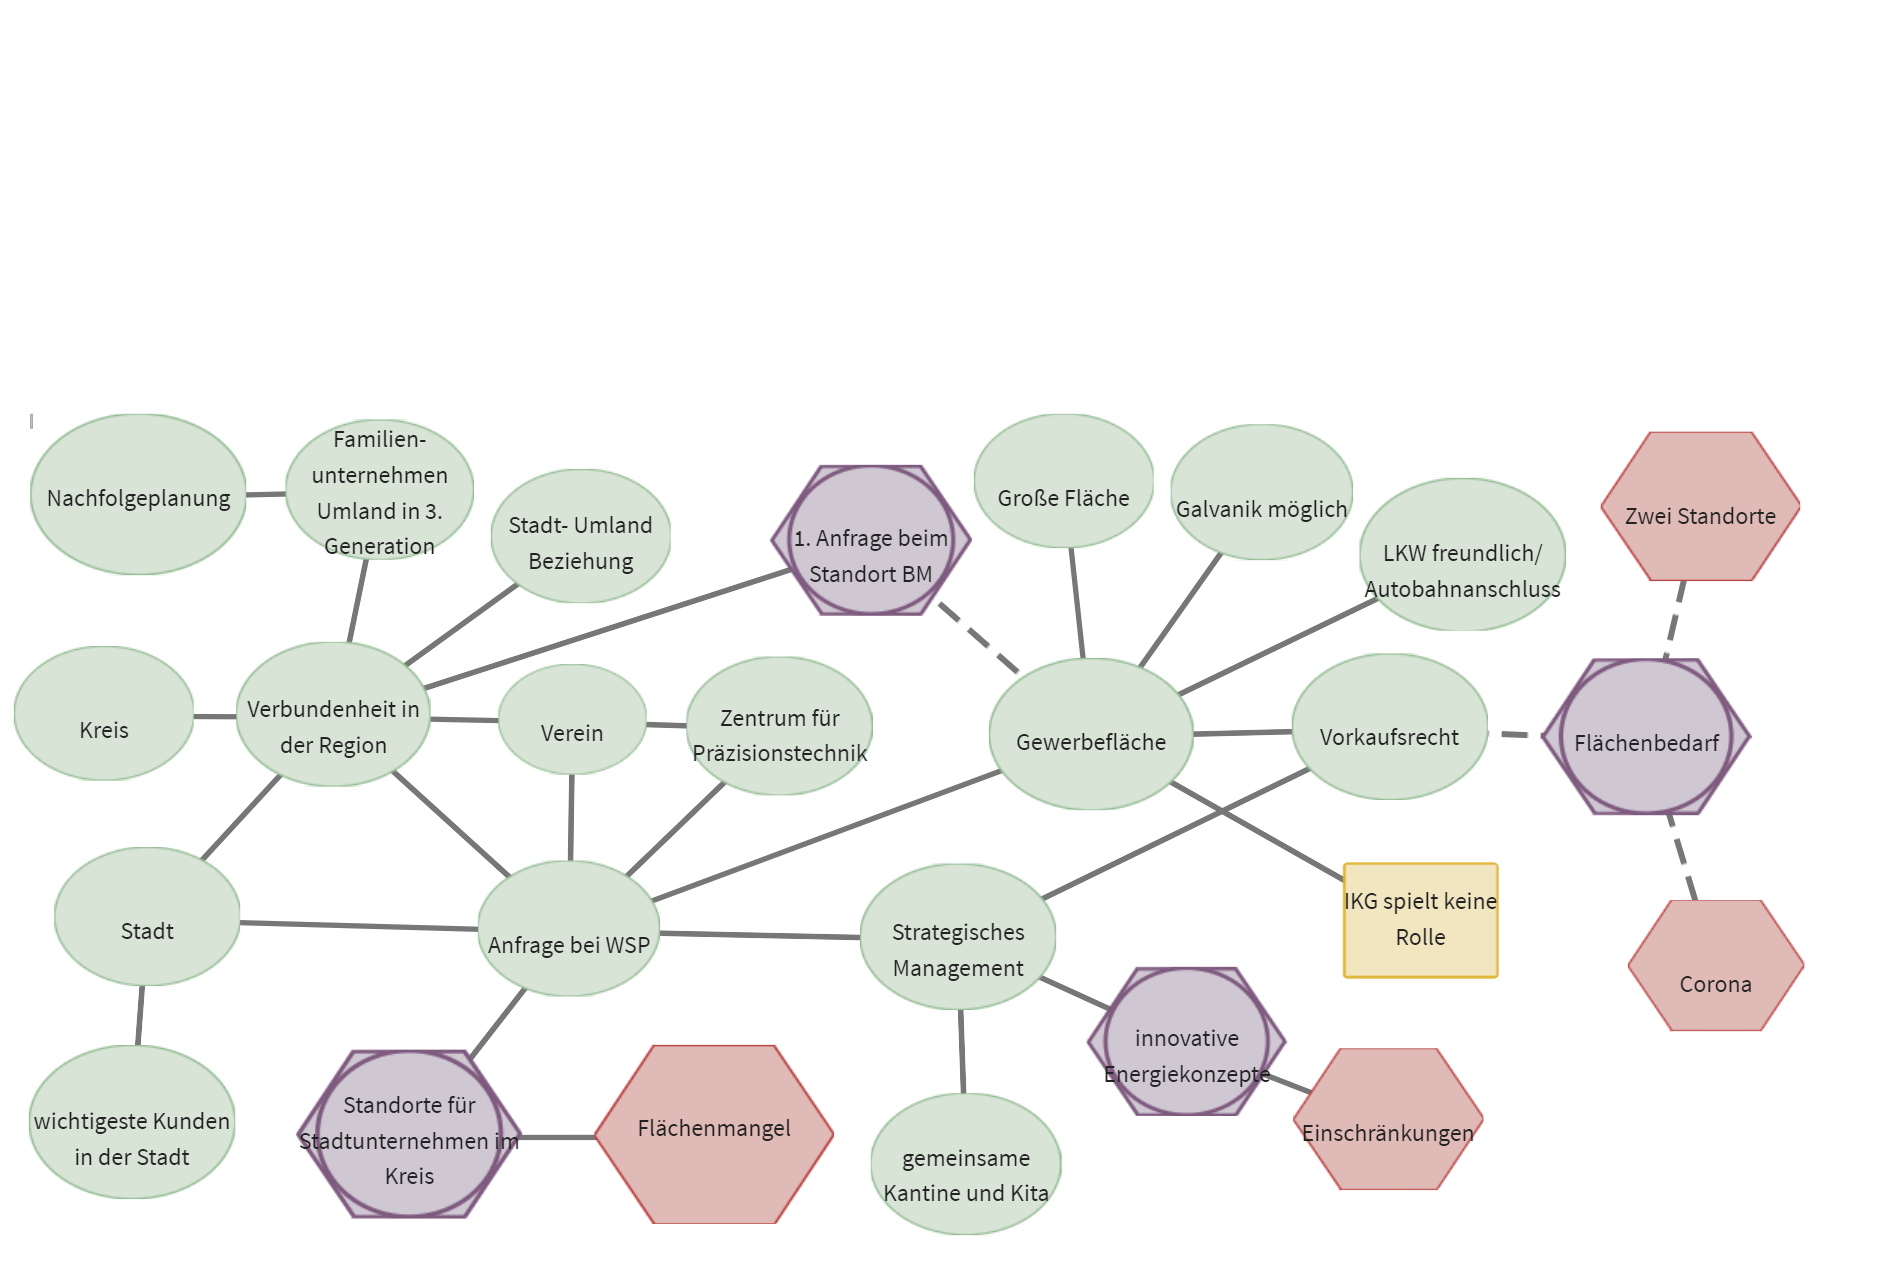 Nachfolgeplanung
Familien-
unternehmen
Umland in 3.
Generation
Stadt- Umland
Beziehung
1. Anfrage beim
Standort BM
Große Fläche
Galvanik möglich
LKW freundlich/
Autobahnanschluss
Zwei Standorte
Kreis
Verbundenheit in
der Region
Verein
Zentrum für
Präzisionstechnik
Gewerbefläche
Vorkaufsrecht
Flächenbedarf
Stadt
Anfrage bei WSP
Strategisches
Management
IKG spielt keine
Rolle
Corona
wichtigeste Kunden
in der Stadt
Standorte für
Stadtunternehmen im
Kreis
Flächenmangel
innovative
Energiekonzepte
Einschränkungen
gemeinsame
Kantine und Kita